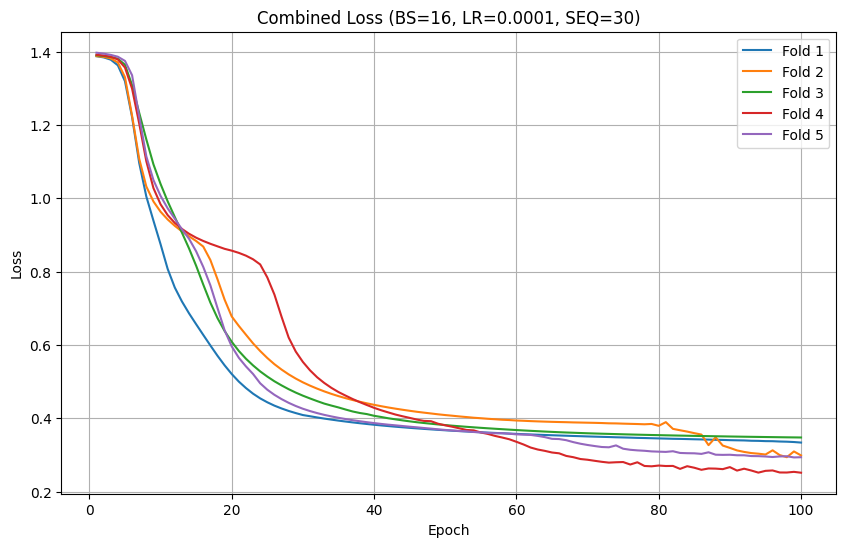 Combined Loss (BS=16, LR=0.0001, SEQ=30)
Loss
1.4
1.2
1.0
0.8
0.6
0.4
0.2
Fold 1
Fold 2
Fold 3
Fold 4
Fold 5
0 20 40 60 80 100
Epoch